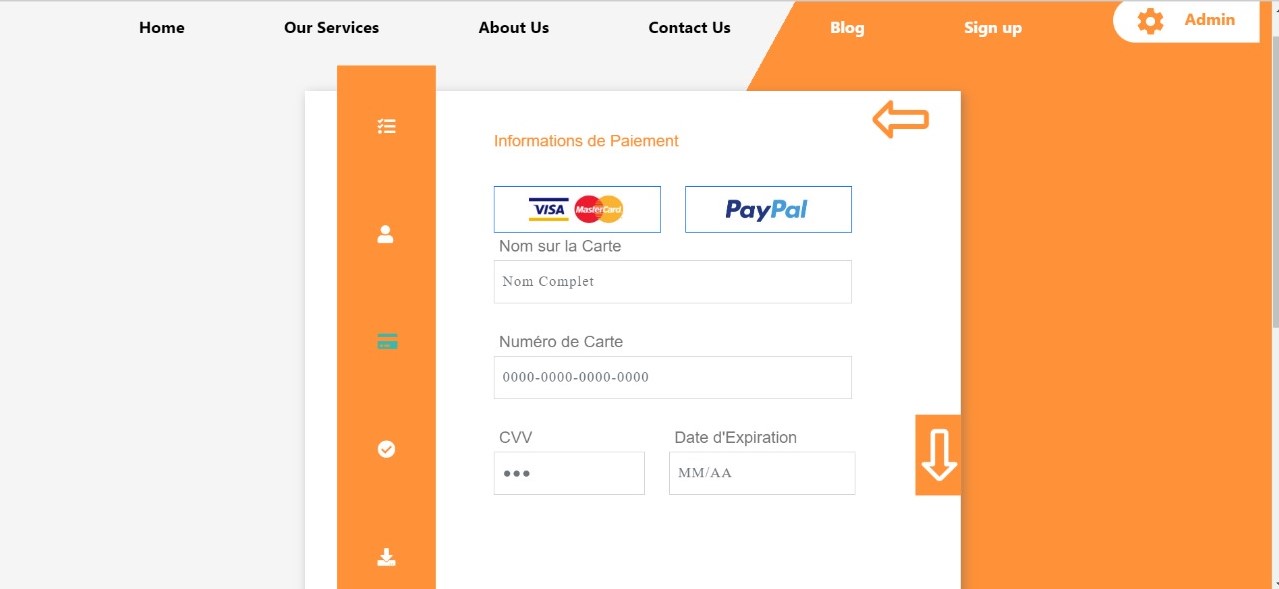 Home Our Services About Us Contact Us Blog Sign up Admin
Informations de Paiement
VISA MasterCard PayPal
Nom sur la Carte
Nom Complet
Numéro de Carte
0000-0000-0000-0000
CVV Date d'Expiration
●●● MM/AA